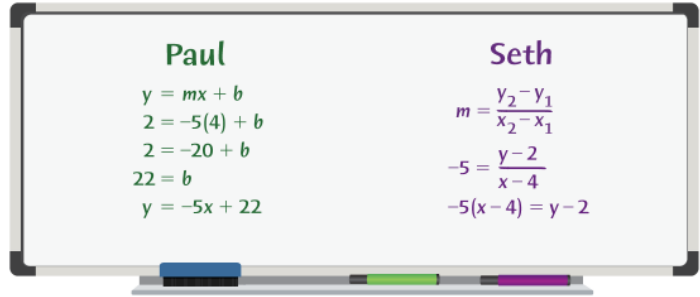 Paul
y = mx + b
2 = –5(4) + b
2 = –20 + b
22 = b
y = –5x + 22
Seth
m = (y₂ – y₁) / (x₂ – x₁)
–5 = (y – 2) / (x – 4)
–5(x – 4) = y – 2